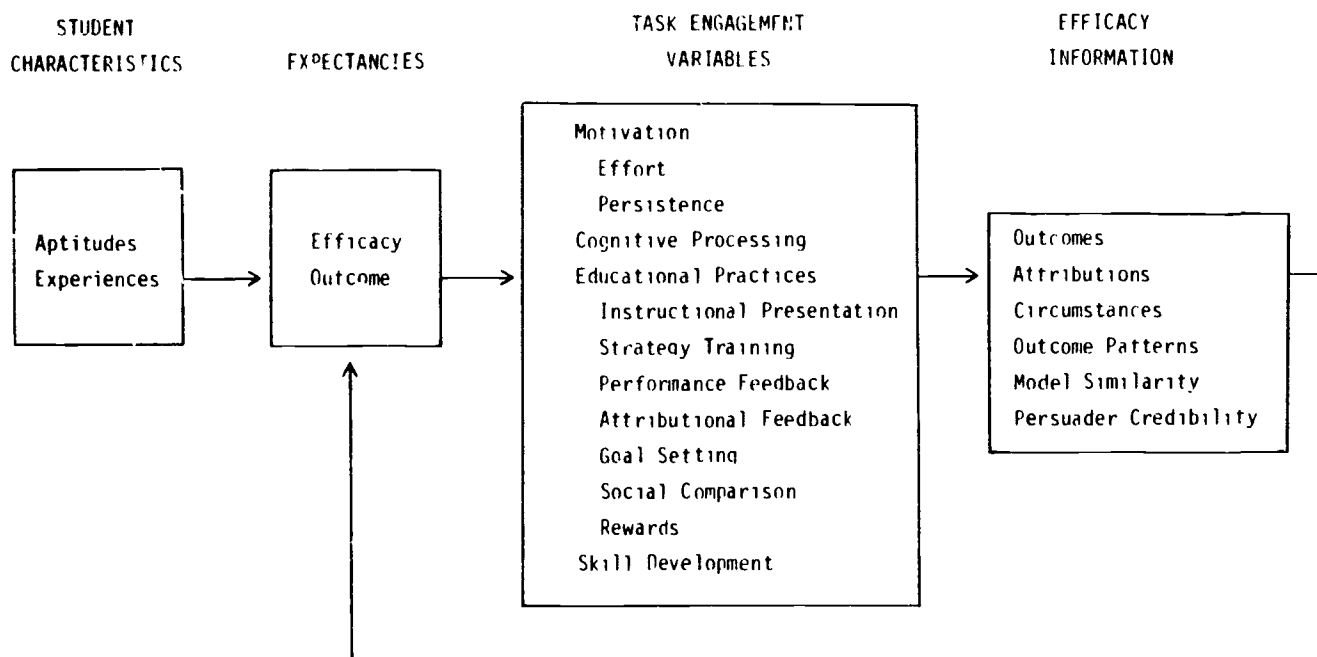 STUDENT
CHARACTERISTICS
EXPECTANCIES
TASK ENGAGEMENT
VARIABLES
EFFICACY
INFORMATION
Aptitudes
Experiences
Efficacy
Outcome
Motivation
Effort
Persistence
Cognitive Processing
Educational Practices
Instructional Presentation
Strategy Training
Performance Feedback
Attributional Feedback
Goal Setting
Social Comparison
Rewards
Skill Development
Outcomes
Attributions
Circumstances
Outcome Patterns
Model Similarity
Persuader Credibility